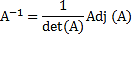 A⁻¹ = 1/det(A) Adj (A)